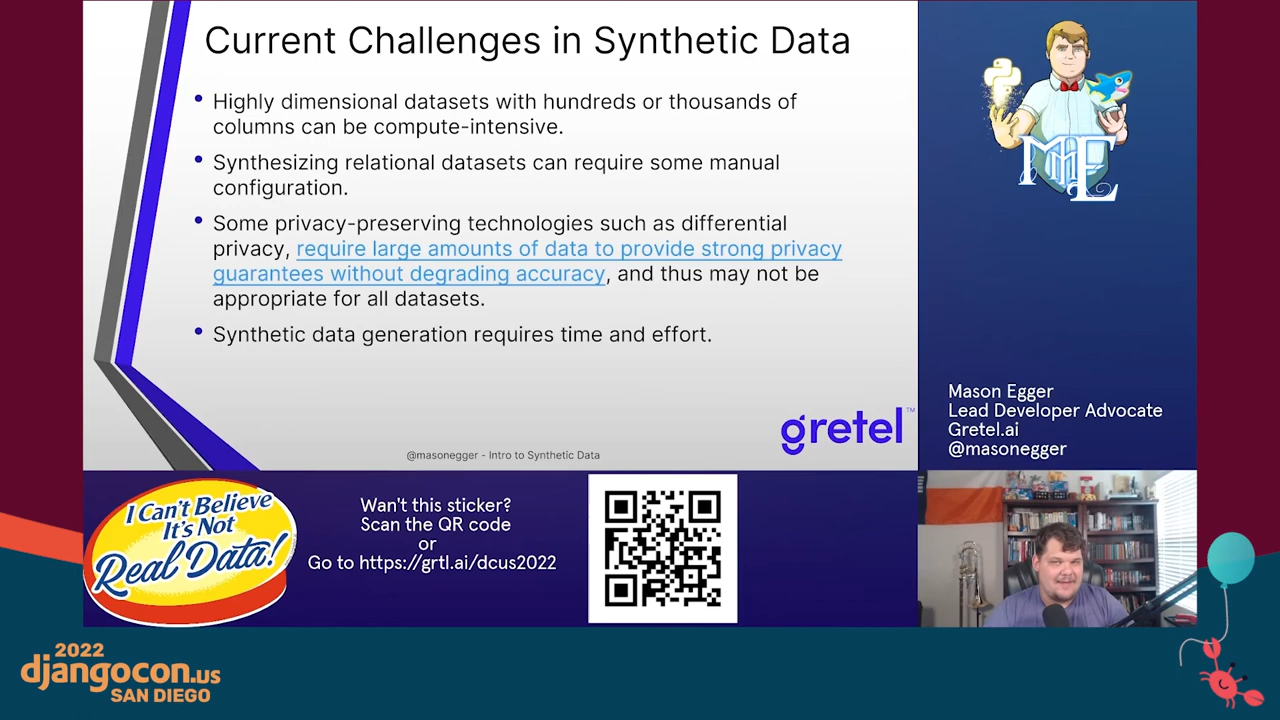 Current Challenges in Synthetic Data
• Highly dimensional datasets with hundreds or thousands of
columns can be compute-intensive.
• Synthesizing relational datasets can require some manual
configuration.
• Some privacy-preserving technologies such as differential
privacy, require large amounts of data to provide strong privacy
guarantees without degrading accuracy, and thus may not be
appropriate for all datasets.
• Synthetic data generation requires time and effort.
gretel™
@masonegger - Intro to Synthetic Data
ME
Mason Egger
Lead Developer Advocate
Gretel.ai
@masonegger
I Can't Believe
It's Not
Real Data!
Wan't this sticker?
Scan the QR code
or
Go to https://grtl.ai/dcus2022
2022
djangocon.us
SAN DIEGO